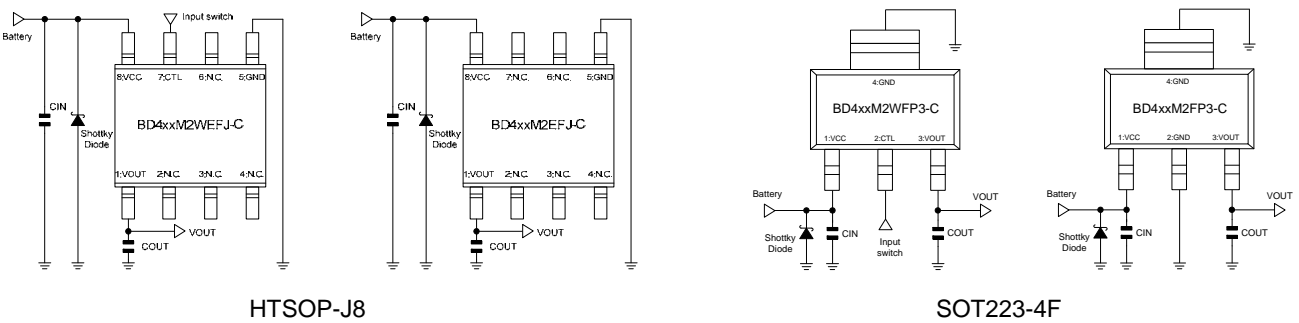 Input switch
Battery
8;VCC 7;CTL 6;N.C. 5;GND
CIN
Shottky
Diode
BD4xxM2WEFJ-C
1;VOUT 2;N.C. 3;N.C. 4;N.C.
VOUT
COUT
Battery
8;VCC 7;N.C. 6;N.C. 5;GND
CIN
Shottky
Diode
BD4xxM2EFJ-C
1;VOUT 2;N.C. 3;N.C. 4;N.C.
VOUT
COUT
HTSOP-J8
4:GND
BD4xxM2WFP3-C
1:VCC 2:CTL 3:VOUT
Battery
VOUT
Shottky
Diode
CIN
Input
switch
COUT
4:GND
BD4xxM2FP3-C
1:VCC 2:GND 3:VOUT
Battery
VOUT
Shottky
Diode
CIN
COUT
SOT223-4F